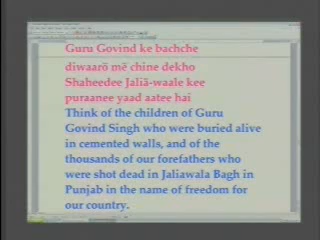 Guru Govind ke bachche
diwaarõ mẽ chine dekho
Shaheedee Jaliã-waale kee
puraanee yaad aatee hai
Think of the children of Guru
Govind Singh who were buried alive
in cemented walls, and of the
thousands of our forefathers who
were shot dead in Jaliawala Bagh in
Punjab in the name of freedom for
our country.